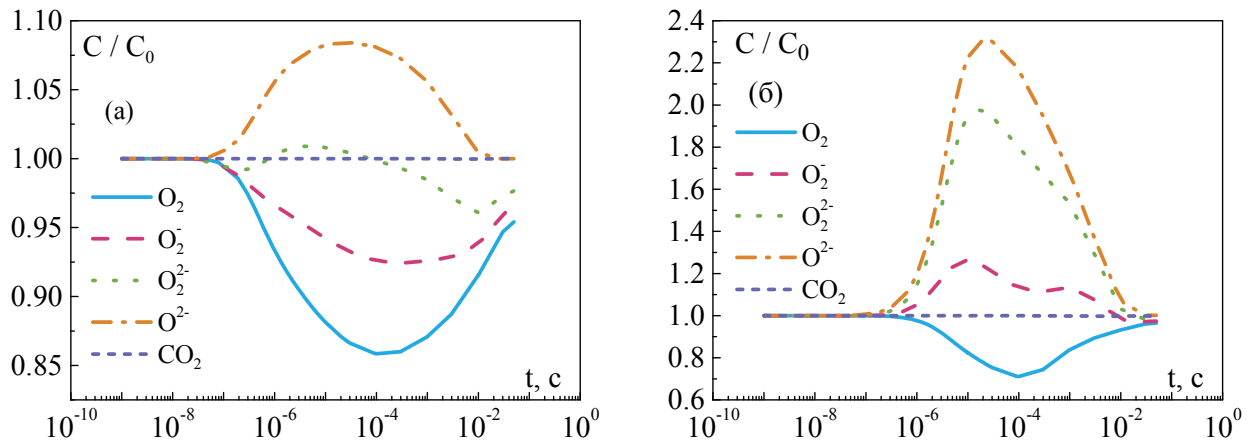 C / C₀
(а)
1.10
1.05
1.00
0.95
0.90
0.85
O₂
O₂⁻
O₂²⁻
O²⁻
CO₂
t, c
10⁻¹⁰ 10⁻⁸ 10⁻⁶ 10⁻⁴ 10⁻² 10⁰
C / C₀
(б)
2.4
2.2
2.0
1.8
1.6
1.4
1.2
1.0
0.8
0.6
O₂
O₂⁻
O₂²⁻
O²⁻
CO₂
t, c
10⁻¹⁰ 10⁻⁸ 10⁻⁶ 10⁻⁴ 10⁻² 10⁰